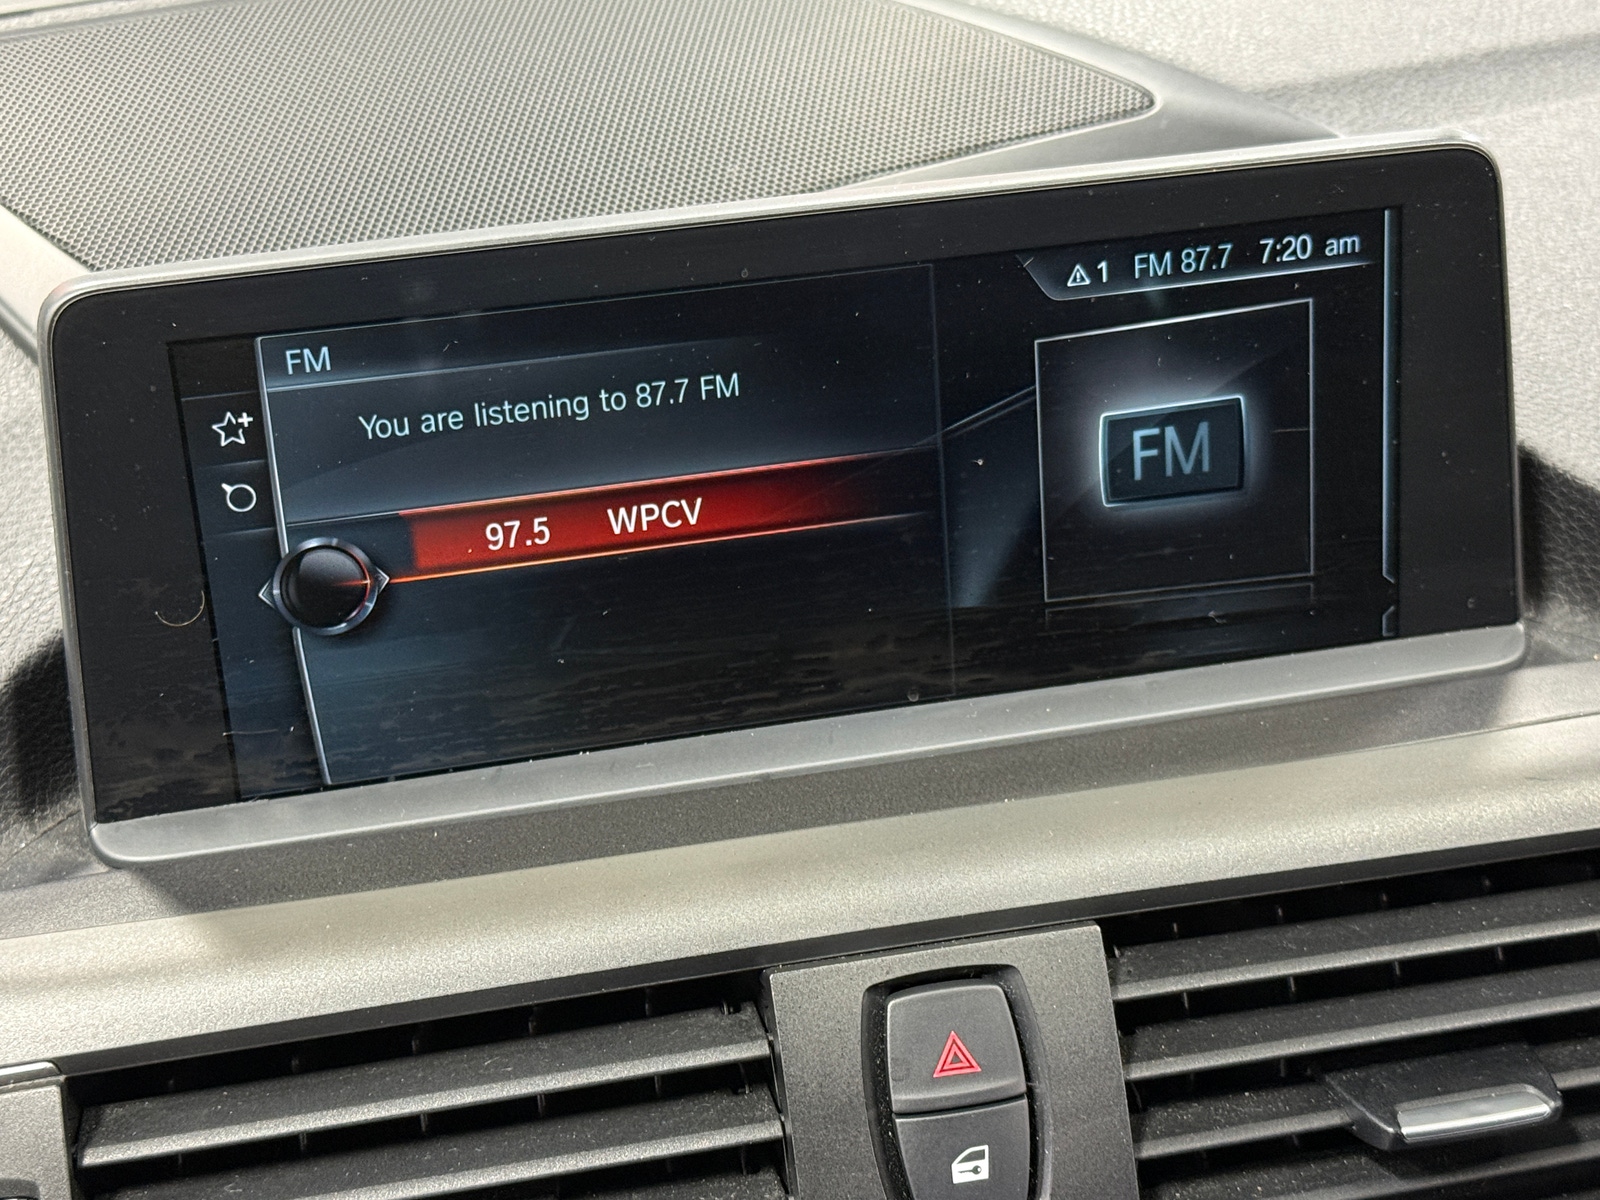 1 FM 87.7 7:20 am
FM
You are listening to 87.7 FM
97.5 WPCV
FM